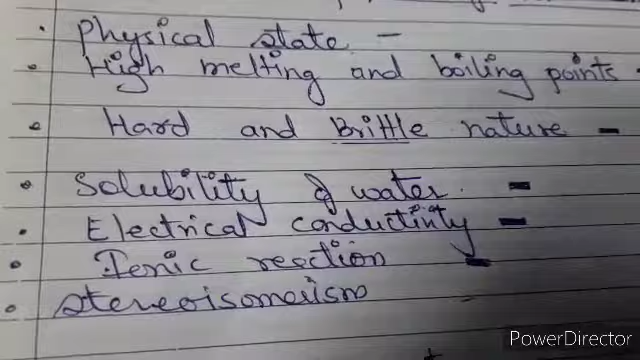 • Physical state -
• High melting and boiling points -
• Hard and Brittle nature -
• Solubility of water. -
• Electrical conductivity -
• Ionic reaction -
• Stereoisomerism
PowerDirector